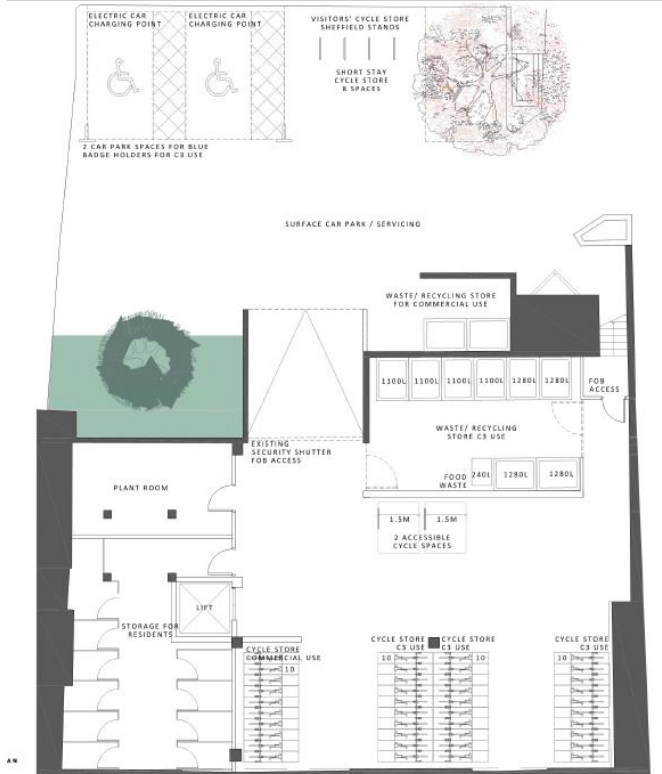 ELECTRIC CAR
CHARGING POINT
ELECTRIC CAR
CHARGING POINT
VISITORS' CYCLE STORE
SHEFFIELD STANDS
SHORT STAY
CYCLE STORE
8 SPACES
2 CAR PARK SPACES FOR BLUE
BADGE HOLDERS FOR C3 USE
SURFACE CAR PARK / SERVICING
WASTE/ RECYCLING STORE
FOR COMMERCIAL USE
1100L 1100L 1100L 1100L 1280L 1280L
FOB
ACCESS
WASTE/ RECYCLING
STORE C3 USE
EXISTING
SECURITY SHUTTER
FOB ACCESS
FOOD
WASTE
240L 1280L 1280L
PLANT ROOM
1.5M 1.5M
2 ACCESSIBLE
CYCLE SPACES
LIFT
STORAGE FOR
RESIDENTS
CYCLE STORE
COMMERCIAL USE
10
CYCLE STORE
C3 USE
10
CYCLE STORE
C3 USE
10
CYCLE STORE
C3 USE
10
AN